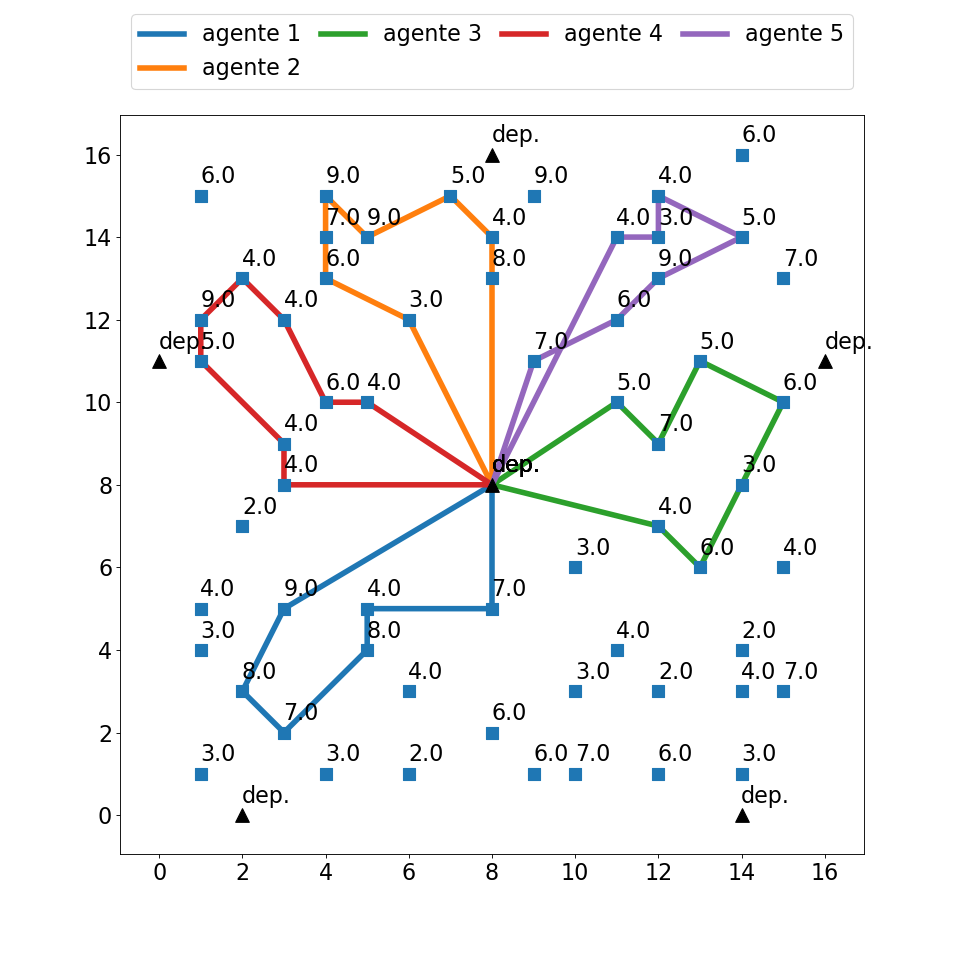 agente 1 agente 3 agente 4 agente 5
agente 2
dep. 6.0
16
6.0 9.0 5.0 9.0 4.0
7.0 9.0 4.0 4.0 3.0 5.0
14
4.0 6.0 8.0 9.0 7.0
9.0 4.0 3.0 6.0
12
dep. 5.0 7.0 5.0 dep.
6.0 4.0 5.0 6.0
10
4.0 7.0
4.0 dep. 3.0
8
2.0 4.0
3.0 6.0 4.0
6
4.0 9.0 4.0 7.0
3.0 8.0 4.0 2.0
4
8.0 4.0 3.0 2.0 4.0 7.0
7.0 6.0
2
3.0 3.0 2.0 6.0 7.0 6.0 3.0
dep. dep.
0
0 2 4 6 8 10 12 14 16